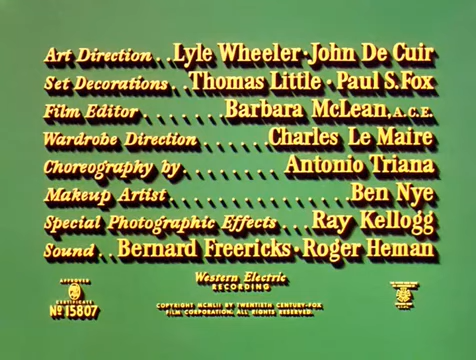 Art Direction . . Lyle Wheeler · John De Cuir
Set Decorations . . Thomas Little · Paul S. Fox
Film Editor . . . . . . . Barbara McLean, A.C.E.
Wardrobe Direction . . . . . . Charles Le Maire
Choreography by . . . . . . . . Antonio Triana
Makeup Artist . . . . . . . . . . . . . . . Ben Nye
Special Photographic Effects . . . Ray Kellogg
Sound . . Bernard Freericks · Roger Heman
Western Electric
RECORDING
APPROVED
CERTIFICATE
No 15807
COPYRIGHT MCMLII BY TWENTIETH CENTURY-FOX
FILM CORPORATION. ALL RIGHTS RESERVED.